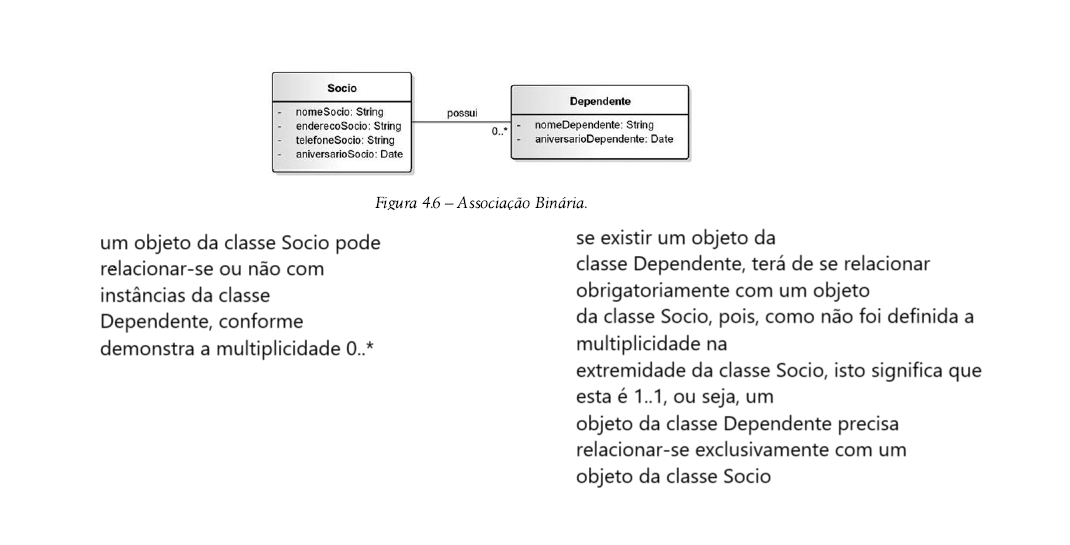 Socio
- nomeSocio: String
- enderecoSocio: String
- telefoneSocio: String
- aniversarioSocio: Date
possui
0..*
Dependente
- nomeDependente: String
- aniversarioDependente: Date
Figura 4.6 – Associação Binária.
um objeto da classe Socio pode
relacionar-se ou não com
instâncias da classe
Dependente, conforme
demonstra a multiplicidade 0..*
se existir um objeto da
classe Dependente, terá de se relacionar
obrigatoriamente com um objeto
da classe Socio, pois, como não foi definida a
multiplicidade na
extremidade da classe Socio, isto significa que
esta é 1..1, ou seja, um
objeto da classe Dependente precisa
relacionar-se exclusivamente com um
objeto da classe Socio